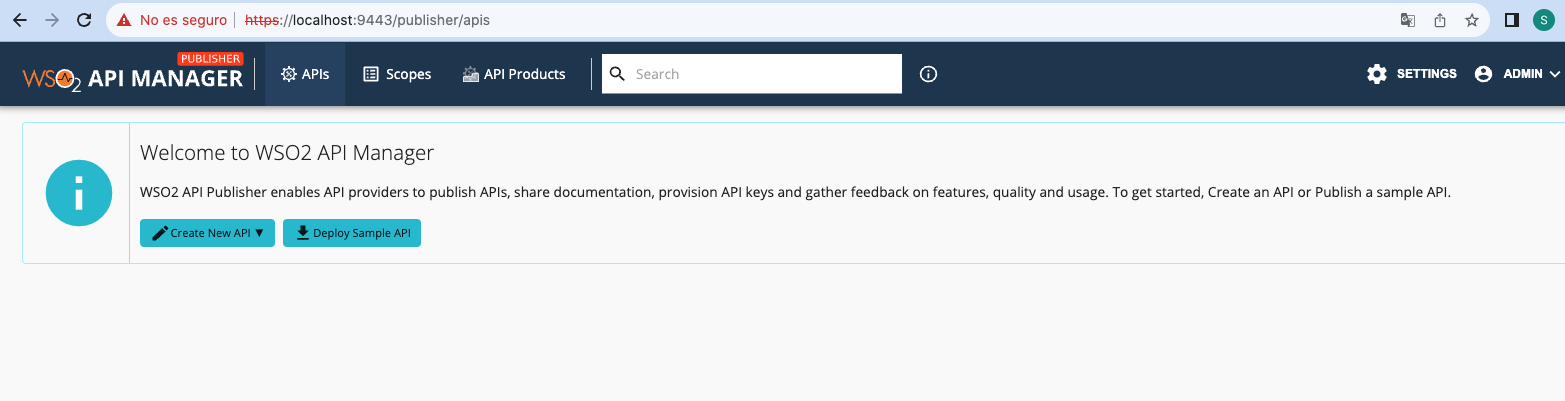 No es seguro https://localhost:9443/publisher/apis S
PUBLISHER
WSO2 API MANAGER APIs Scopes API Products Search SETTINGS ADMIN
Welcome to WSO2 API Manager
WSO2 API Publisher enables API providers to publish APIs, share documentation, provision API keys and gather feedback on features, quality and usage. To get started, Create an API or Publish a sample API.
Create New API ▼ Deploy Sample API